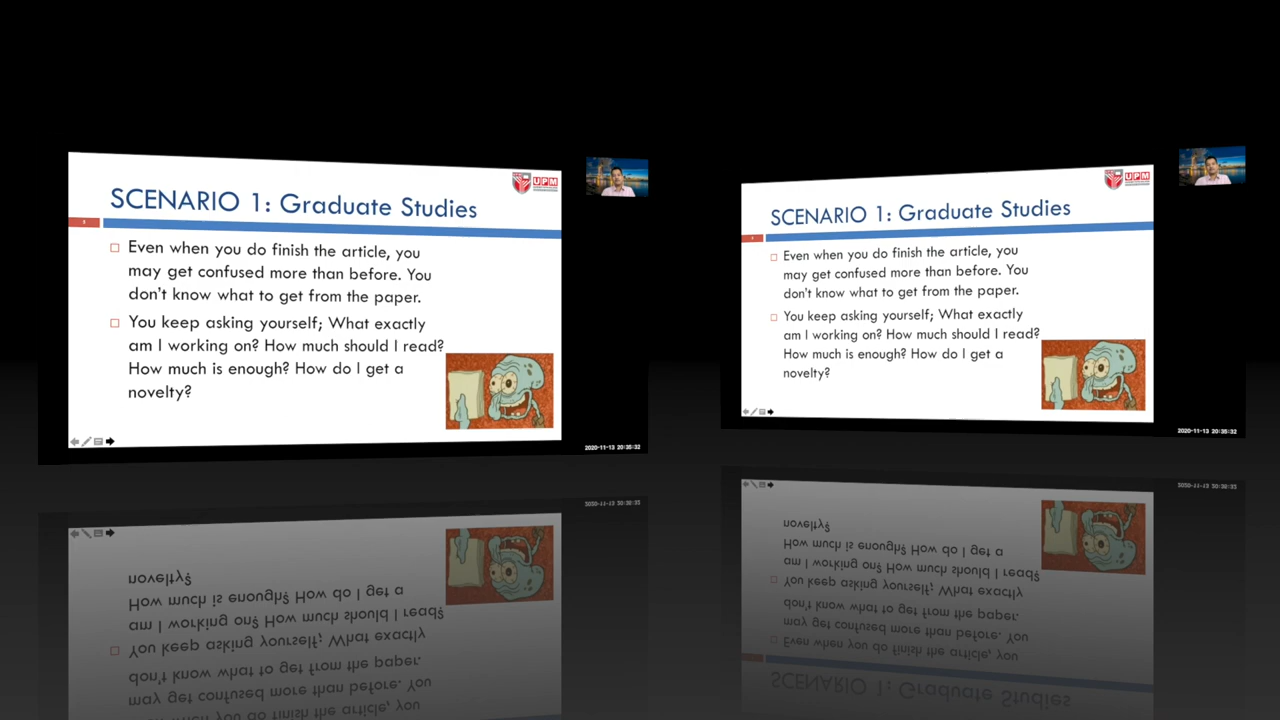 UPM
SCENARIO 1: Graduate Studies
Even when you do finish the article, you
may get confused more than before. You
don't know what to get from the paper.
You keep asking yourself; What exactly
am I working on? How much should I read?
How much is enough? How do I get a
novelty?
2020-11-13 20:35:32
UPM
SCENARIO 1: Graduate Studies
Even when you do finish the article, you
may get confused more than before. You
don't know what to get from the paper.
You keep asking yourself; What exactly
am I working on? How much should I read?
How much is enough? How do I get a
novelty?
2020-11-13 20:35:32